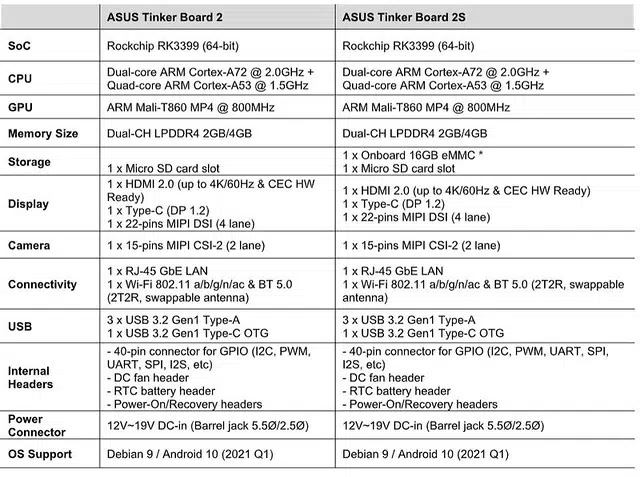 ASUS Tinker Board 2 ASUS Tinker Board 2S
SoC Rockchip RK3399 (64-bit) Rockchip RK3399 (64-bit)
CPU Dual-core ARM Cortex-A72 @ 2.0GHz + Dual-core ARM Cortex-A72 @ 2.0GHz +
Quad-core ARM Cortex-A53 @ 1.5GHz Quad-core ARM Cortex-A53 @ 1.5GHz
GPU ARM Mali-T860 MP4 @ 800MHz ARM Mali-T860 MP4 @ 800MHz
Memory Size Dual-CH LPDDR4 2GB/4GB Dual-CH LPDDR4 2GB/4GB
Storage 1 x Onboard 16GB eMMC *
1 x Micro SD card slot 1 x Micro SD card slot
Display
1 x HDMI 2.0 (up to 4K/60Hz & CEC HW
Ready)
1 x Type-C (DP 1.2)
1 x 22-pins MIPI DSI (4 lane)
1 x HDMI 2.0 (up to 4K/60Hz & CEC HW Ready)
1 x Type-C (DP 1.2)
1 x 22-pins MIPI DSI (4 lane)
Camera 1 x 15-pins MIPI CSI-2 (2 lane) 1 x 15-pins MIPI CSI-2 (2 lane)
Connectivity
1 x RJ-45 GbE LAN
1 x Wi-Fi 802.11 a/b/g/n/ac & BT 5.0
(2T2R, swappable antenna)
1 x RJ-45 GbE LAN
1 x Wi-Fi 802.11 a/b/g/n/ac & BT 5.0 (2T2R, swappable
antenna)
USB
3 x USB 3.2 Gen1 Type-A
1 x USB 3.2 Gen1 Type-C OTG
3 x USB 3.2 Gen1 Type-A
1 x USB 3.2 Gen1 Type-C OTG
Internal
Headers
- 40-pin connector for GPIO (I2C, PWM,
UART, SPI, I2S, etc)
- DC fan header
- RTC battery header
- Power-On/Recovery headers
- 40-pin connector for GPIO (I2C, PWM, UART, SPI,
I2S, etc)
- DC fan header
- RTC battery header
- Power-On/Recovery headers
Power
Connector
12V~19V DC-in (Barrel jack 5.5Ø/2.5Ø) 12V~19V DC-in (Barrel jack 5.5Ø/2.5Ø)
OS Support Debian 9 / Android 10 (2021 Q1) Debian 9 / Android 10 (2021 Q1)